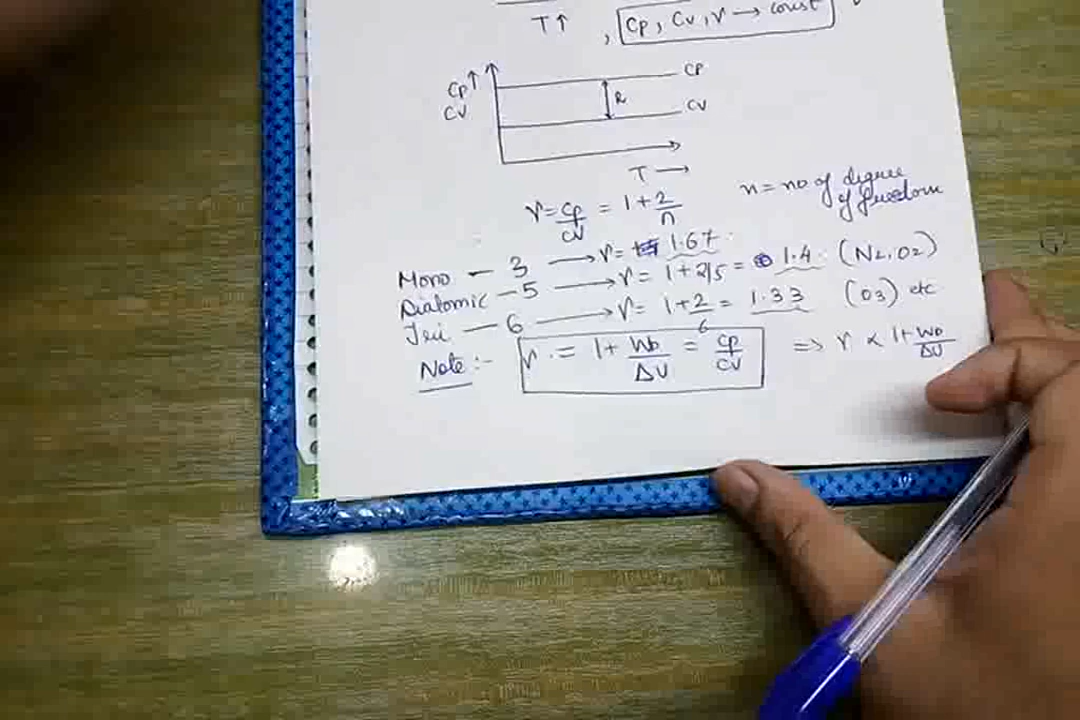 T↑ , Cp, Cv, γ → const
Cp↑
CV
Cp
R
CV
T →
γ = Cp/CV = 1 + 2/n
n = no of degree of freedom
Mono — 3 → γ = 1.67
Diatomic — 5 → γ = 1 + 2/5 = 1.4 (N2, O2)
Tri — 6 → γ = 1 + 2/6 = 1.33 (O3) etc
Note :- γ = 1 + Wb/ΔU = Cp/CV ⇒ γ ∝ 1 + Wb/ΔU